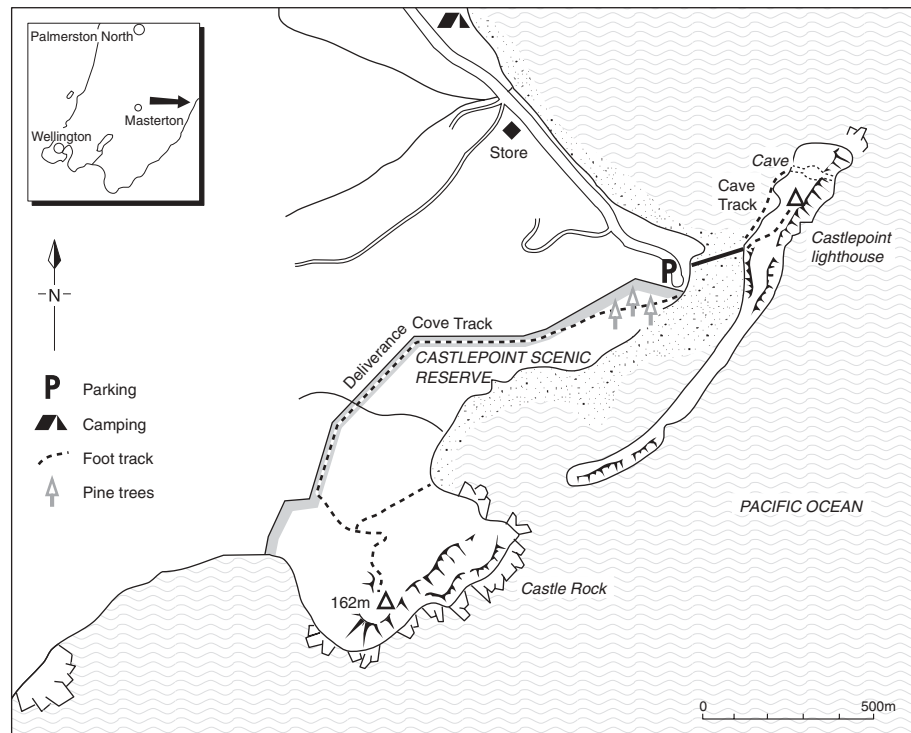 Palmerston North
Masterton
Wellington
Store
Cave
Cave
Track
Castlepoint
lighthouse
N
P
Deliverance Cove Track
CASTLEPOINT SCENIC
RESERVE
P
Parking
Camping
Foot track
Pine trees
PACIFIC OCEAN
Castle Rock
162m
0
500m